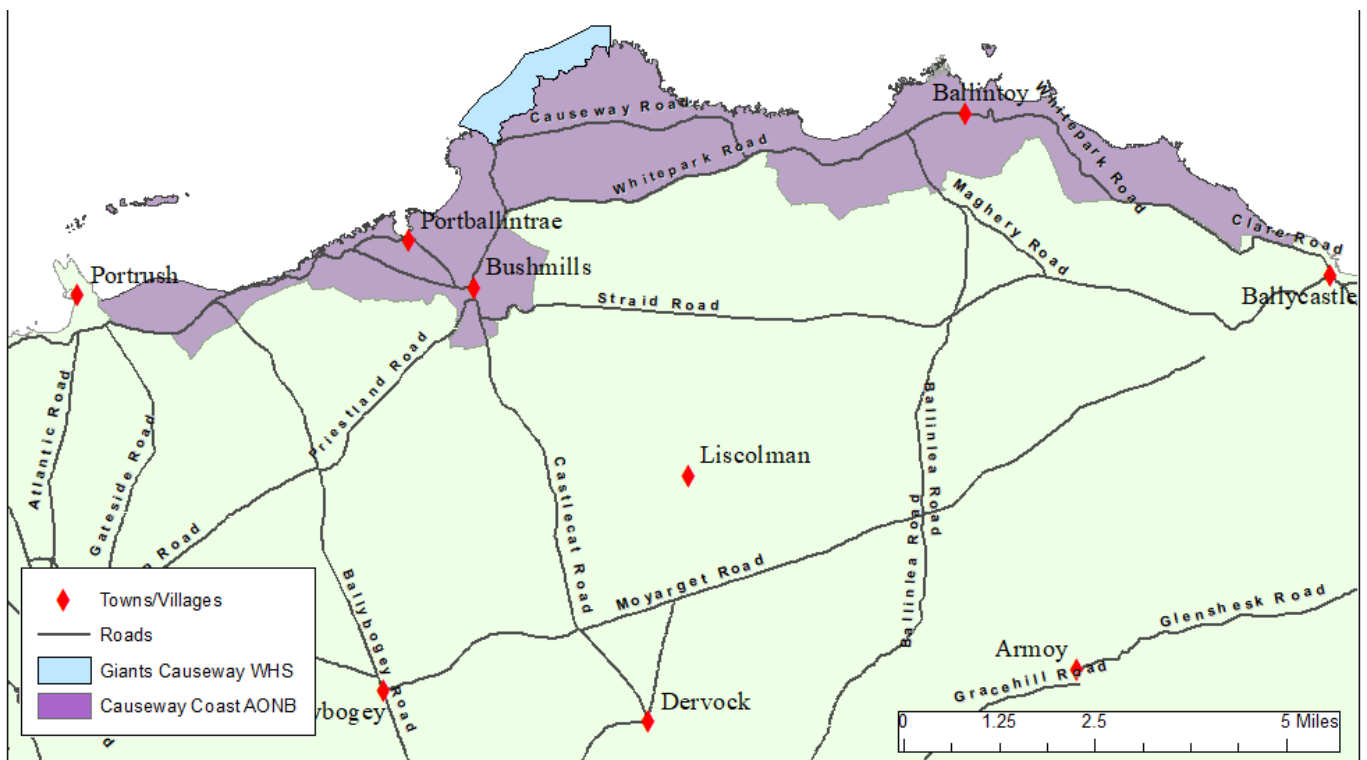 Ballintoy
Whitepark Road
Causeway Road
Whitepark Road
Maghery Road
Portballintrae
Clare Road
Portrush
Bushmills
Straid Road
Ballycastle
Atlantic Road
Gateside Road
Priestland Road
Liscolman
Castlecat Road
Ballinlea Road
Ballinlea Road
Road
Ballybogey Road
Moyarget Road
Glenshesk Road
Armoy
Gracehill Road
Dervock
ybogey
Towns/Villages
Roads
Giants Causeway WHS
Causeway Coast AONB
0 1.25 2.5 5 Miles